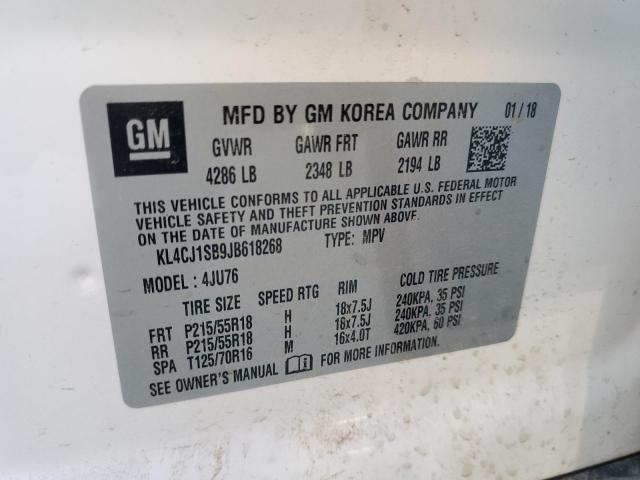 GM
MFD BY GM KOREA COMPANY 01/18
GVWR GAWR FRT GAWR RR
4286 LB 2348 LB 2194 LB
THIS VEHICLE CONFORMS TO ALL APPLICABLE U.S. FEDERAL MOTOR
VEHICLE SAFETY AND THEFT PREVENTION STANDARDS IN EFFECT
ON THE DATE OF MANUFACTURE SHOWN ABOVE.
KL4CJ1SB9JB618268 TYPE: MPV
MODEL: 4JU76
TIRE SIZE SPEED RTG RIM COLD TIRE PRESSURE
FRT P215/55R18 H 18x7.5J 240KPA, 35 PSI
RR P215/55R18 H 18x7.5J 240KPA, 35 PSI
SPA T125/70R16 M 16x4.0T 420KPA, 60 PSI
SEE OWNER'S MANUAL FOR MORE INFORMATION.